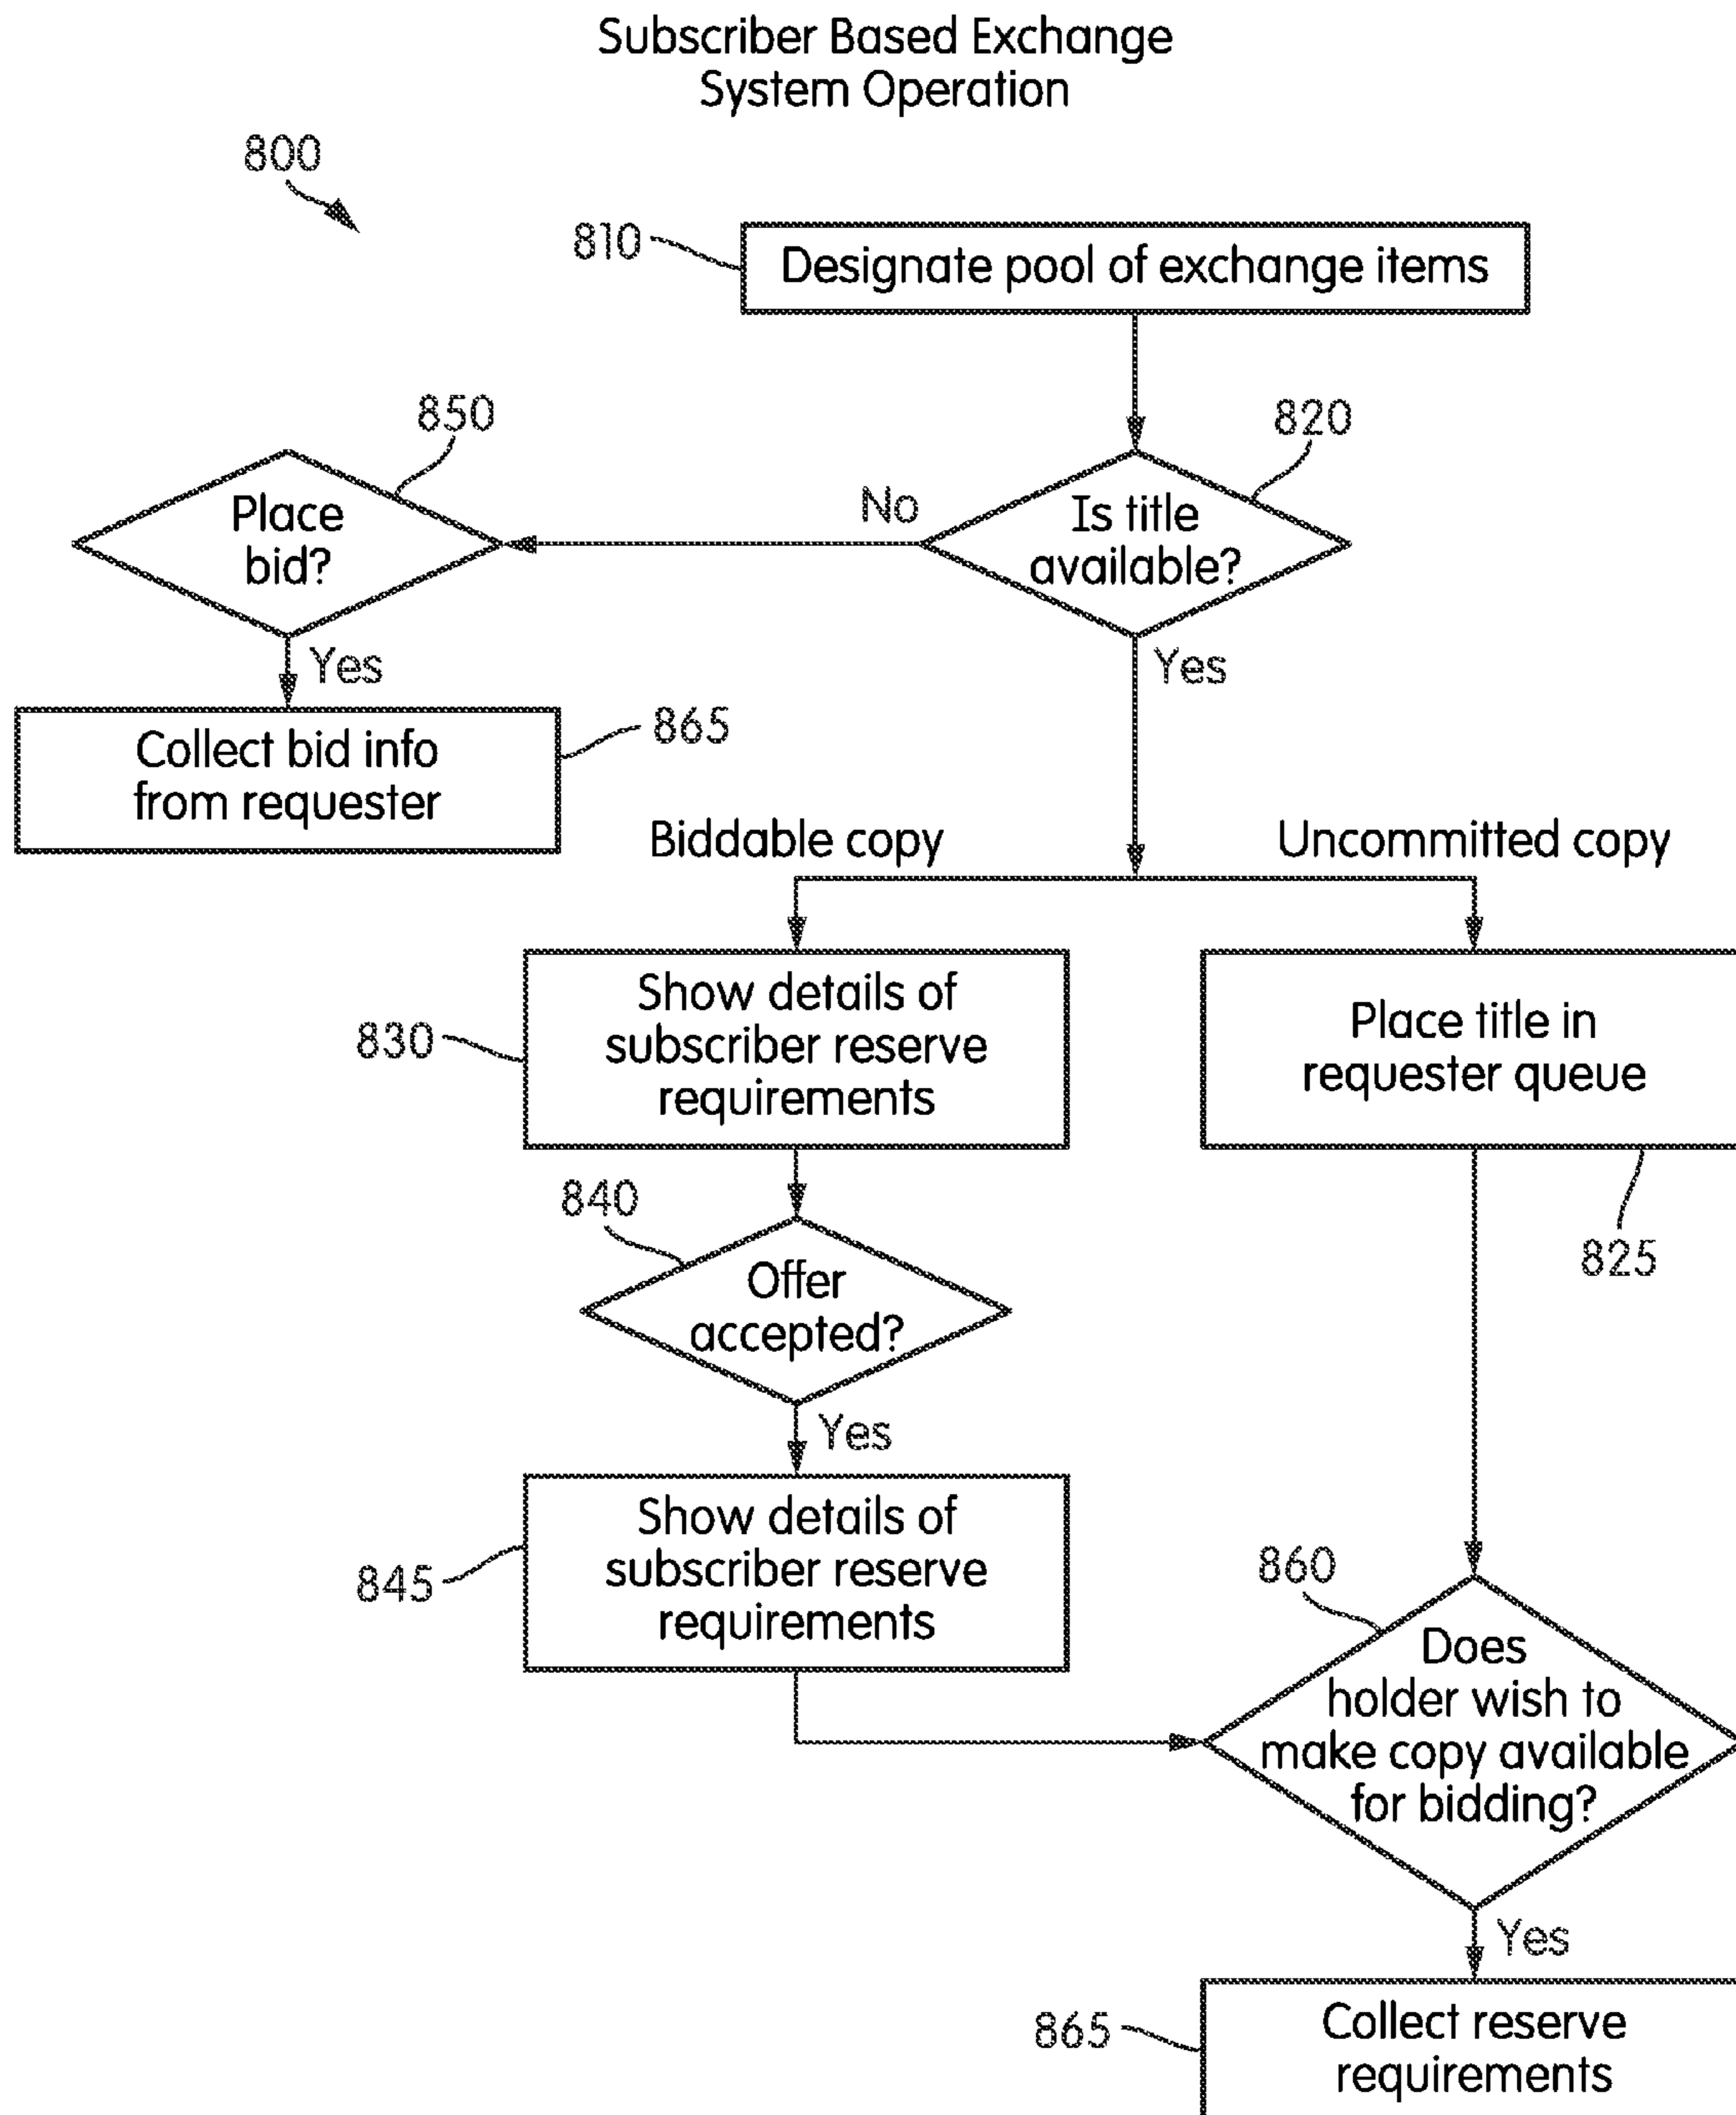 Subscriber Based Exchange
System Operation
800
810
Designate pool of exchange items
850
820
Place
bid?
No
Is title
available?
Yes
Yes
Collect bid info
from requester
865
Biddable copy
Uncommitted copy
830
Show details of
subscriber reserve
requirements
Place title in
requester queue
825
840
Offer
accepted?
Yes
845
Show details of
subscriber reserve
requirements
860
Does
holder wish to
make copy available
for bidding?
Yes
865
Collect reserve
requirements